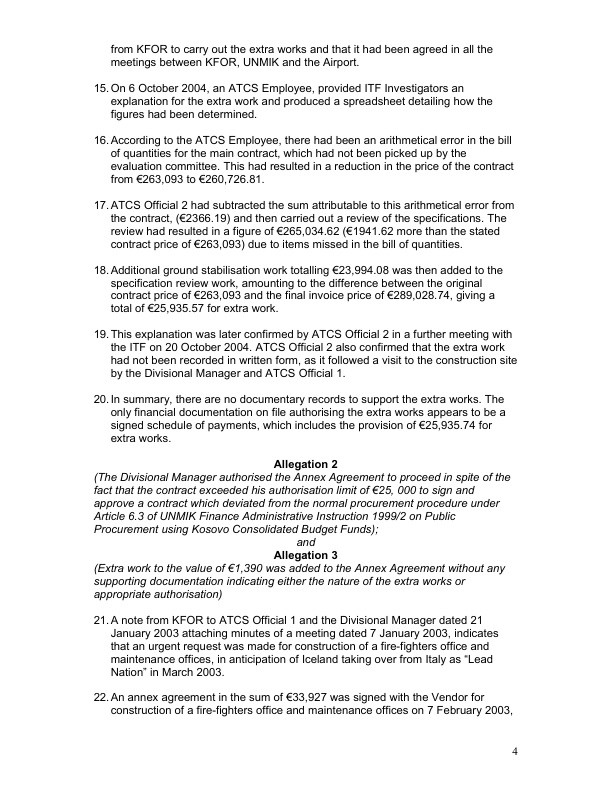 from KFOR to carry out the extra works and that it had been agreed in all the
meetings between KFOR, UNMIK and the Airport.
15. On 6 October 2004, an ATCS Employee, provided ITF Investigators an
explanation for the extra work and produced a spreadsheet detailing how the
figures had been determined.
16. According to the ATCS Employee, there had been an arithmetical error in the bill
of quantities for the main contract, which had not been picked up by the
evaluation committee. This had resulted in a reduction in the price of the contract
from €263,093 to €260,726.81.
17. ATCS Official 2 had subtracted the sum attributable to this arithmetical error from
the contract, (€2366.19) and then carried out a review of the specifications. The
review had resulted in a figure of €265,034.62 (€1941.62 more than the stated
contract price of €263,093) due to items missed in the bill of quantities.
18. Additional ground stabilisation work totalling €23,994.08 was then added to the
specification review work, amounting to the difference between the original
contract price of €263,093 and the final invoice price of €289,028.74, giving a
total of €25,935.57 for extra work.
19. This explanation was later confirmed by ATCS Official 2 in a further meeting with
the ITF on 20 October 2004. ATCS Official 2 also confirmed that the extra work
had not been recorded in written form, as it followed a visit to the construction site
by the Divisional Manager and ATCS Official 1.
20. In summary, there are no documentary records to support the extra works. The
only financial documentation on file authorising the extra works appears to be a
signed schedule of payments, which includes the provision of €25,935.74 for
extra works.
Allegation 2
(The Divisional Manager authorised the Annex Agreement to proceed in spite of the
fact that the contract exceeded his authorisation limit of €25, 000 to sign and
approve a contract which deviated from the normal procurement procedure under
Article 6.3 of UNMIK Finance Administrative Instruction 1999/2 on Public
Procurement using Kosovo Consolidated Budget Funds);
and
Allegation 3
(Extra work to the value of €1,390 was added to the Annex Agreement without any
supporting documentation indicating either the nature of the extra works or
appropriate authorisation)
21. A note from KFOR to ATCS Official 1 and the Divisional Manager dated 21
January 2003 attaching minutes of a meeting dated 7 January 2003, indicates
that an urgent request was made for construction of a fire-fighters office and
maintenance offices, in anticipation of Iceland taking over from Italy as “Lead
Nation” in March 2003.
22. An annex agreement in the sum of €33,927 was signed with the Vendor for
construction of a fire-fighters office and maintenance offices on 7 February 2003,
4